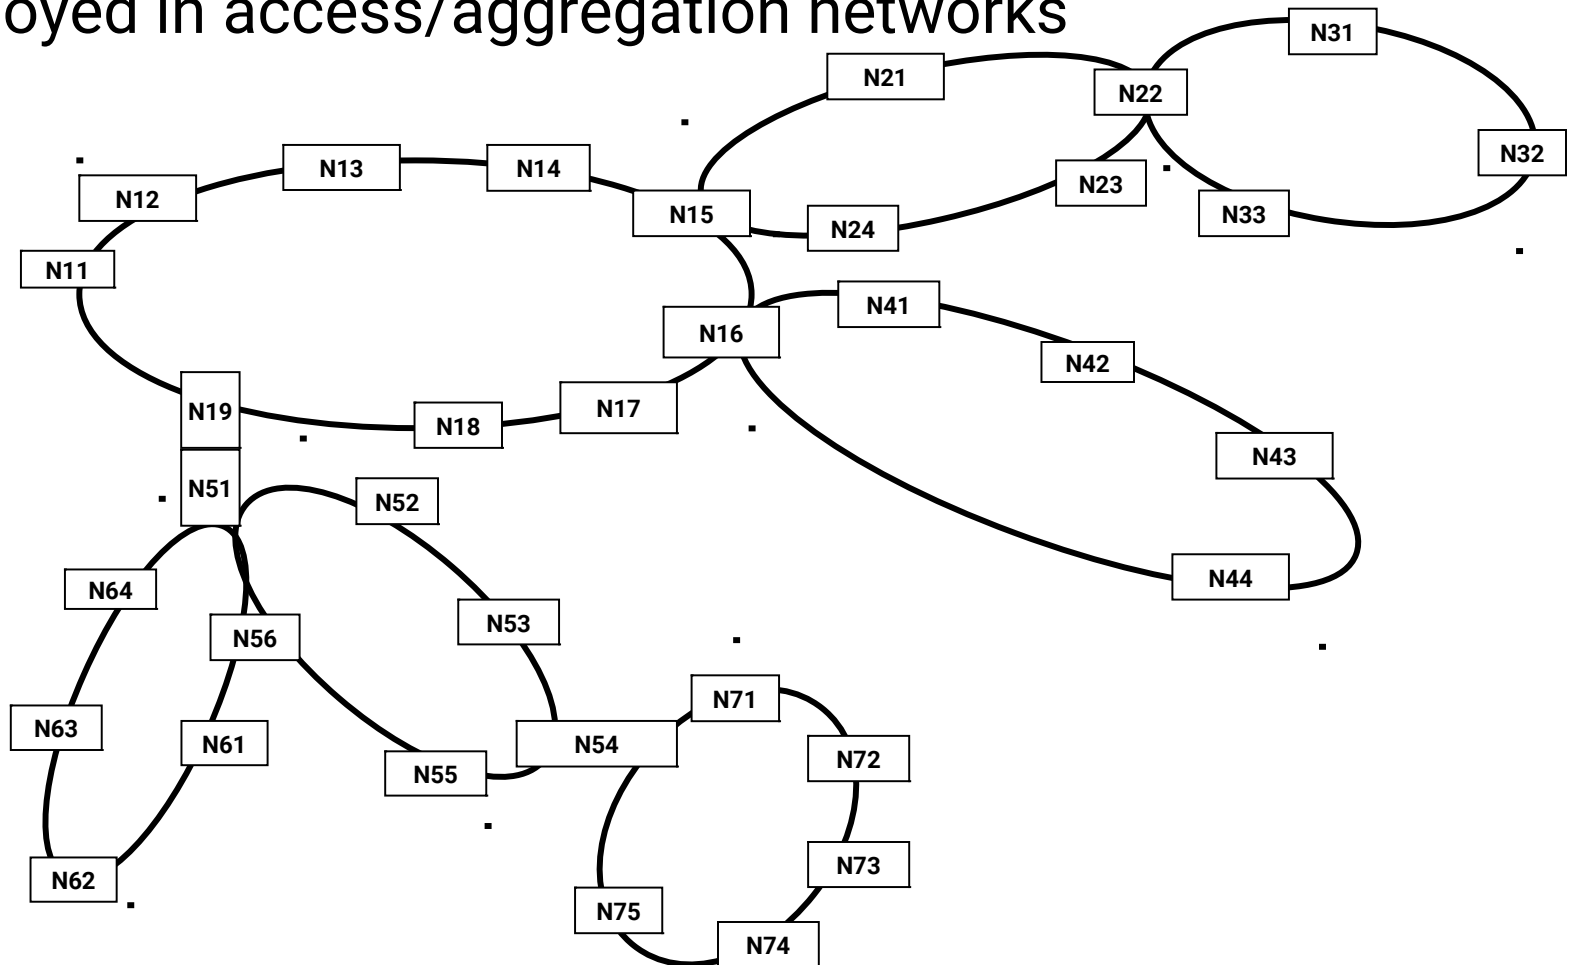 oyed in access/aggregation networks
N31
N21
N22
N32
N13
N14
N12
N23
N15
N33
N24
N11
N41
N16
N42
N19
N17
N18
N43
N51
N52
N44
N64
N53
N56
N71
N63
N61
N54
N72
N55
N73
N62
N75
N74